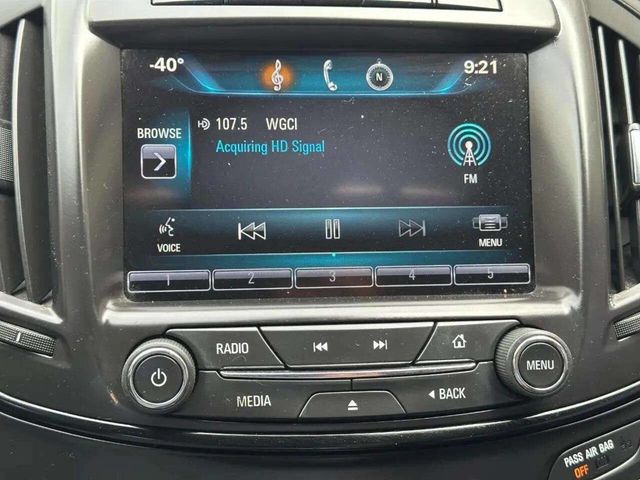 -40° N 9:21
BROWSE
HD 107.5 WGCI
Acquiring HD Signal
FM
VOICE
MENU
1 2 3 4 5
RADIO
MENU
MEDIA
BACK
PASS AIR BAG
OFF